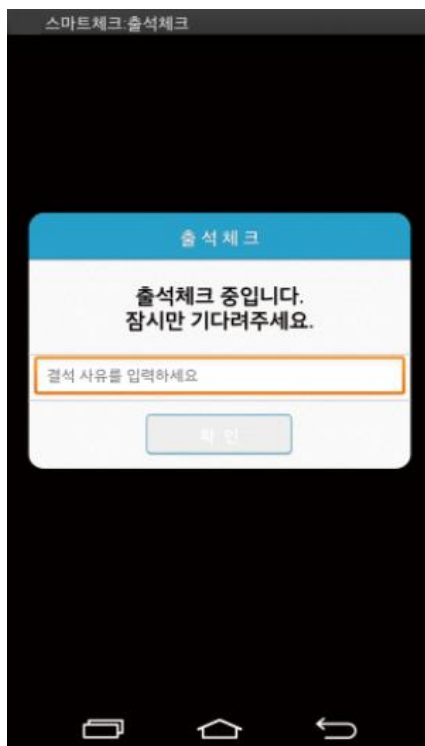 스마트체크:출석체크
출 석 체 크
출석체크 중입니다.
잠시만 기다려주세요.
결석 사유를 입력하세요
확 인